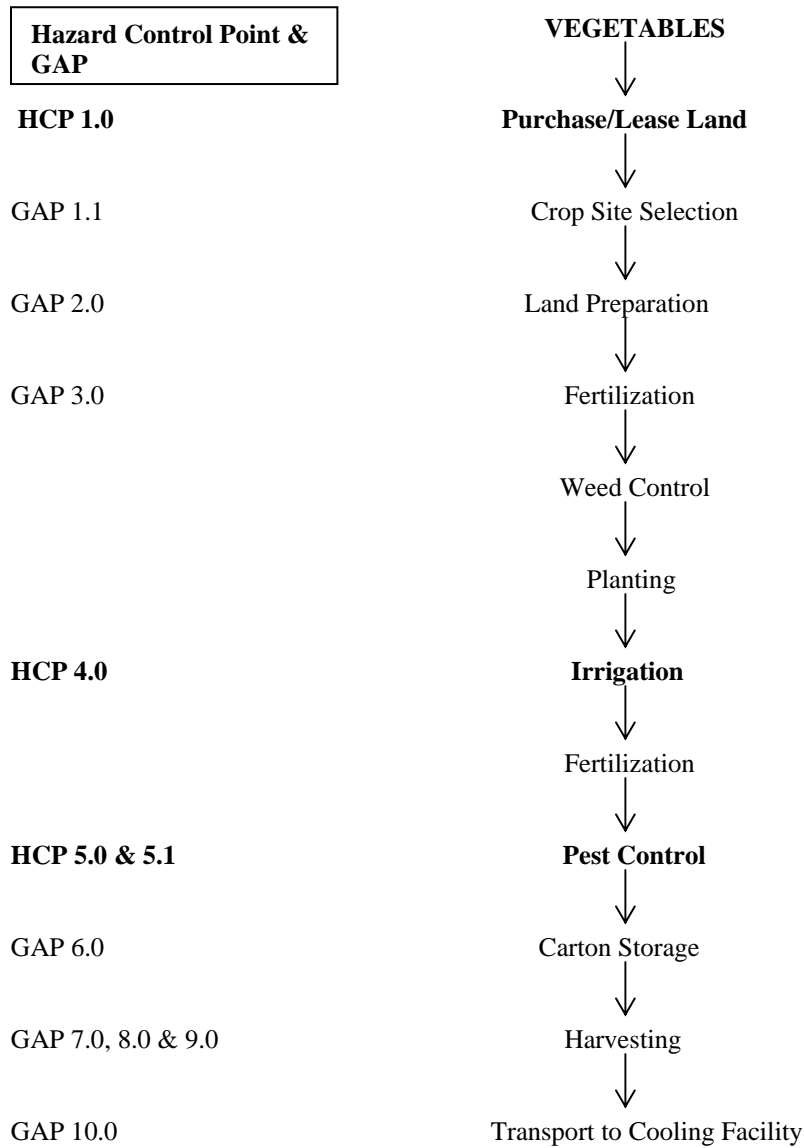 Hazard Control Point &
GAP
VEGETABLES
HCP 1.0
Purchase/Lease Land
GAP 1.1
Crop Site Selection
GAP 2.0
Land Preparation
GAP 3.0
Fertilization
Weed Control
Planting
HCP 4.0
Irrigation
Fertilization
HCP 5.0 & 5.1
Pest Control
GAP 6.0
Carton Storage
GAP 7.0, 8.0 & 9.0
Harvesting
GAP 10.0
Transport to Cooling Facility